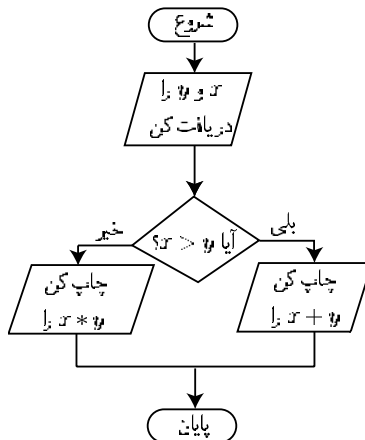 شروع
x و y را
دریافت کن
آیا x > y؟
بلی
خیر
چاپ کن
x + y را
چاپ کن
x * y را
پایان